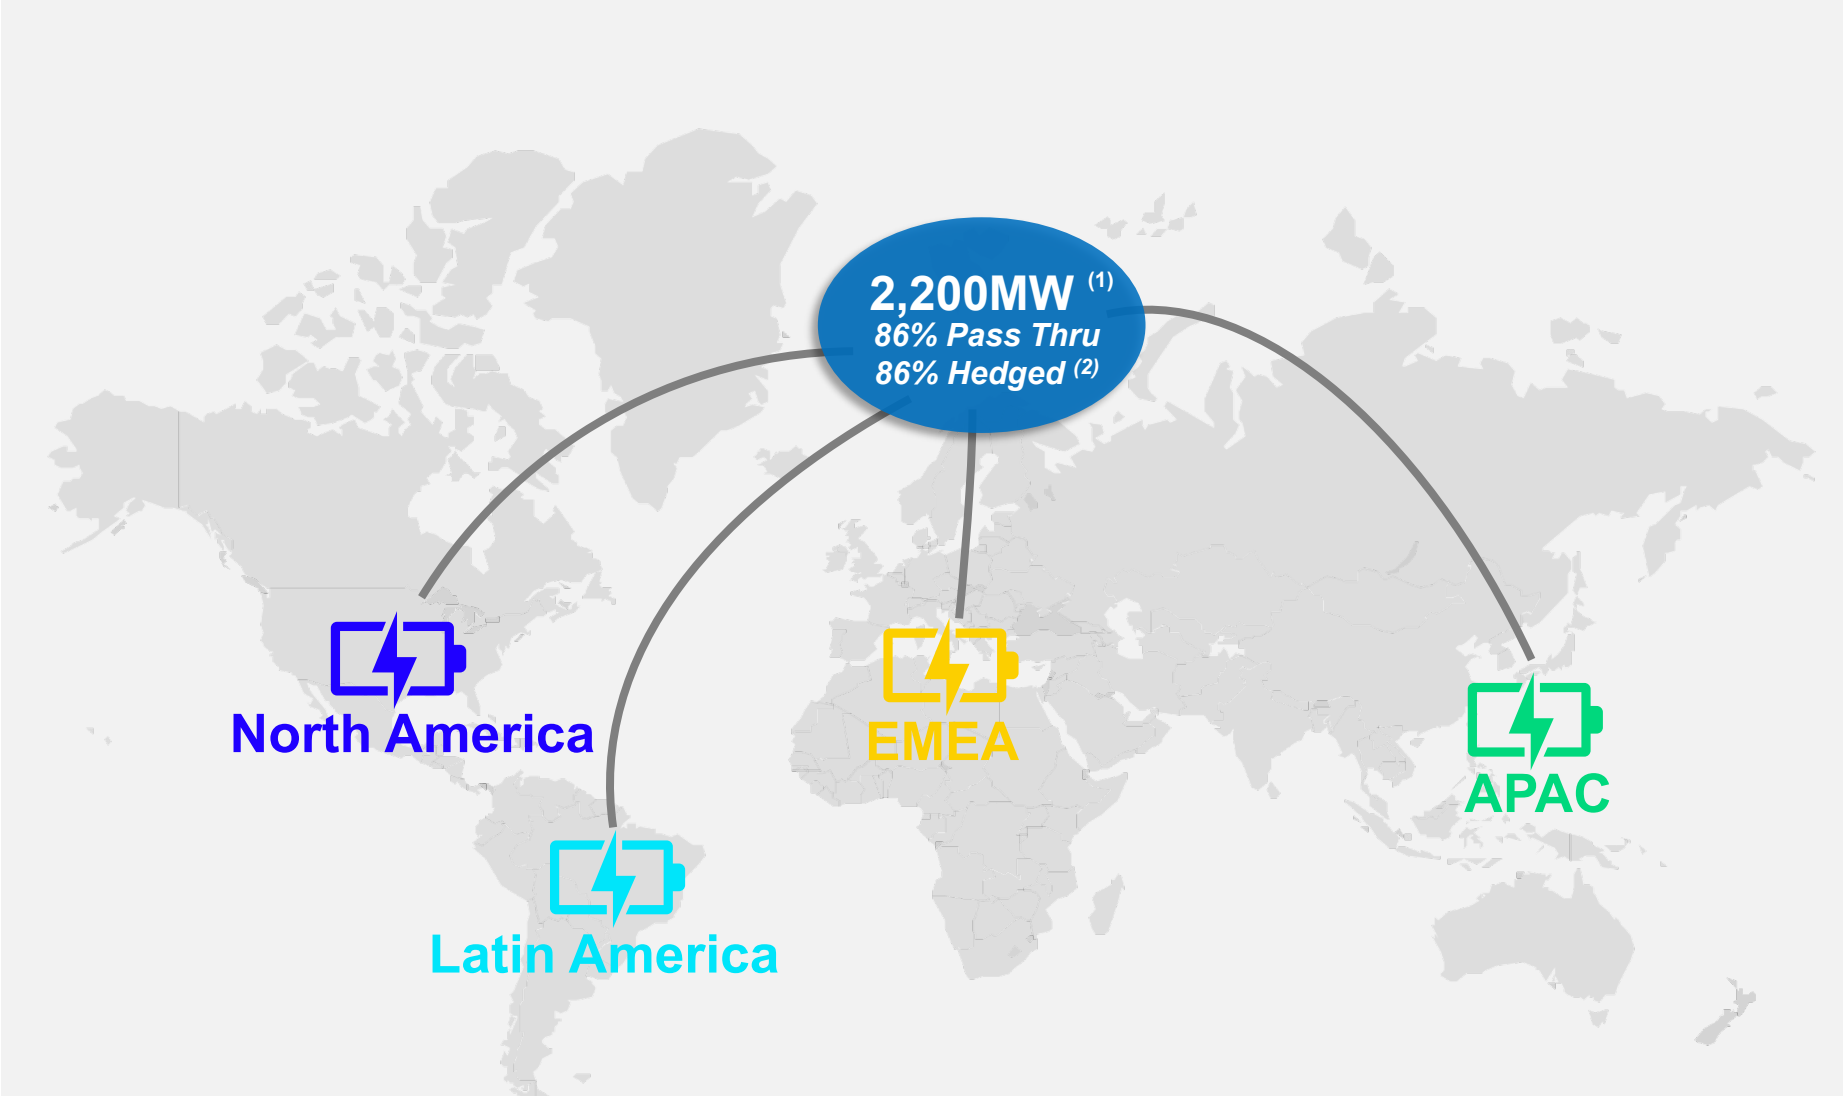 2,200MW (1)
86% Pass Thru
86% Hedged (2)
North America
EMEA
APAC
Latin America